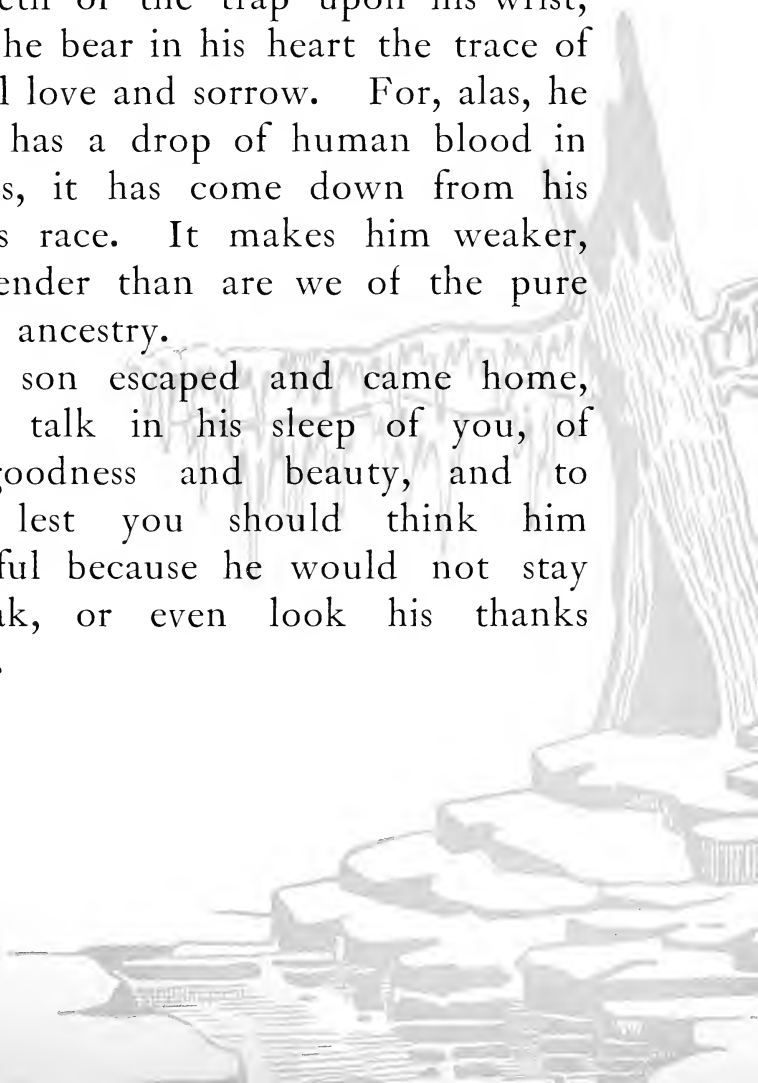 eth of the trap upon his wrist,
he bear in his heart the trace of
l love and sorrow. For, alas, he
has a drop of human blood in
s, it has come down from his
s race. It makes him weaker,
ender than are we of the pure
ancestry.
son escaped and came home,
talk in his sleep of you, of
goodness and beauty, and to
lest you should think him
ful because he would not stay
ak, or even look his thanks
.